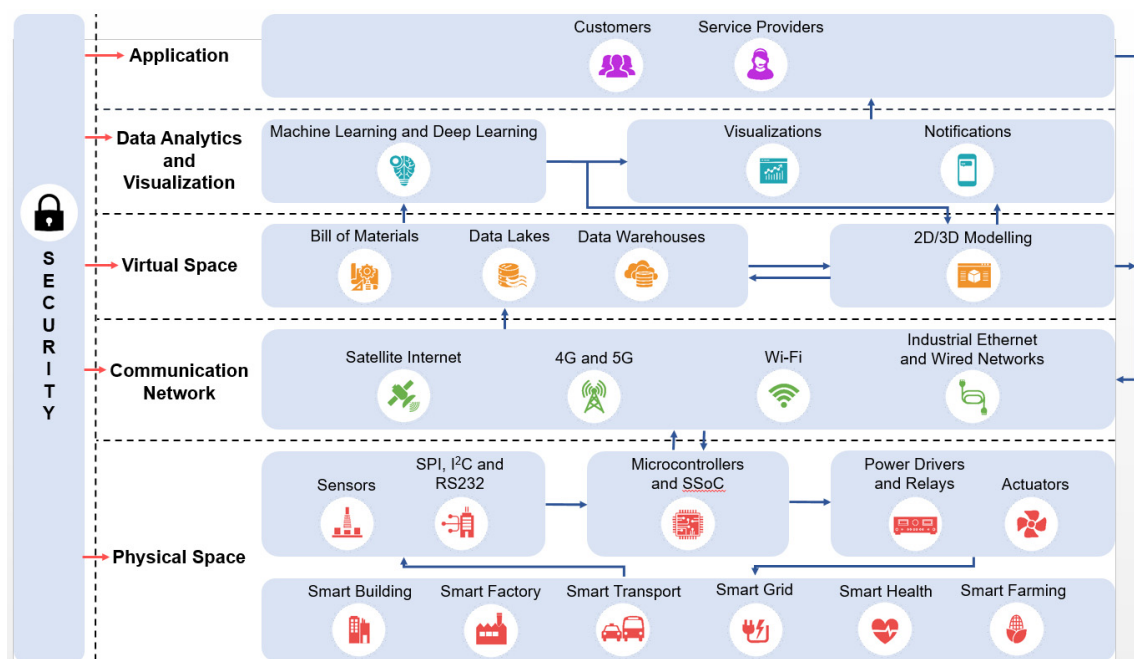 SECURITY
Application
Customers
Service Providers
Data Analytics
and
Visualization
Machine Learning and Deep Learning
Visualizations
Notifications
Virtual Space
Bill of Materials
Data Lakes
Data Warehouses
2D/3D Modelling
Communication
Network
Satellite Internet
4G and 5G
Wi-Fi
Industrial Ethernet
and Wired Networks
Physical Space
Sensors
SPI, I²C and
RS232
Microcontrollers
and SSoC
Power Drivers
and Relays
Actuators
Smart Building
Smart Factory
Smart Transport
Smart Grid
Smart Health
Smart Farming